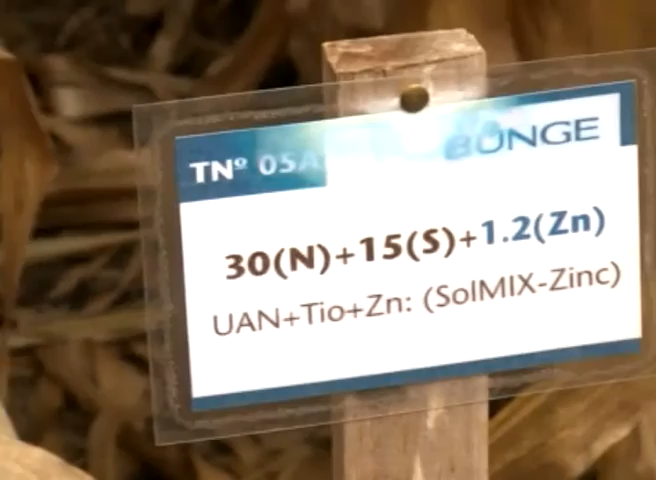 TNº 05A
BUNGE
30(N)+15(S)+1.2(Zn)
UAN+Tio+Zn: (SolMIX-Zinc)